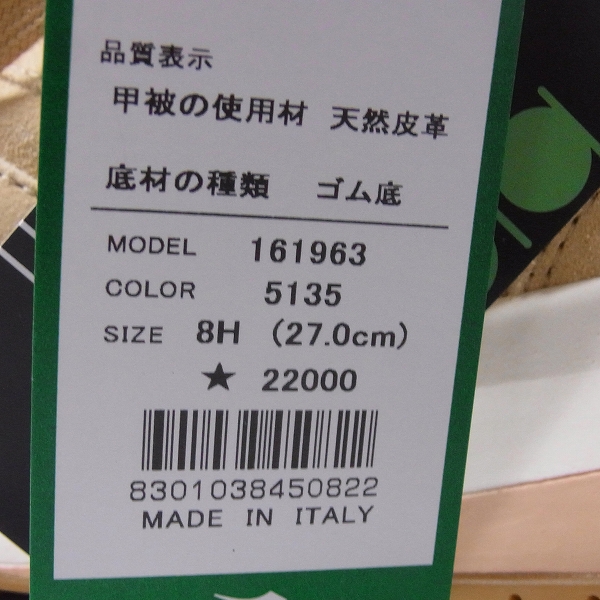 品質表示
甲被の使用材 天然皮革
底材の種類 ゴム底
MODEL 161963
COLOR 5135
SIZE 8H (27.0cm)
★ 22000
8301038450822
MADE IN ITALY